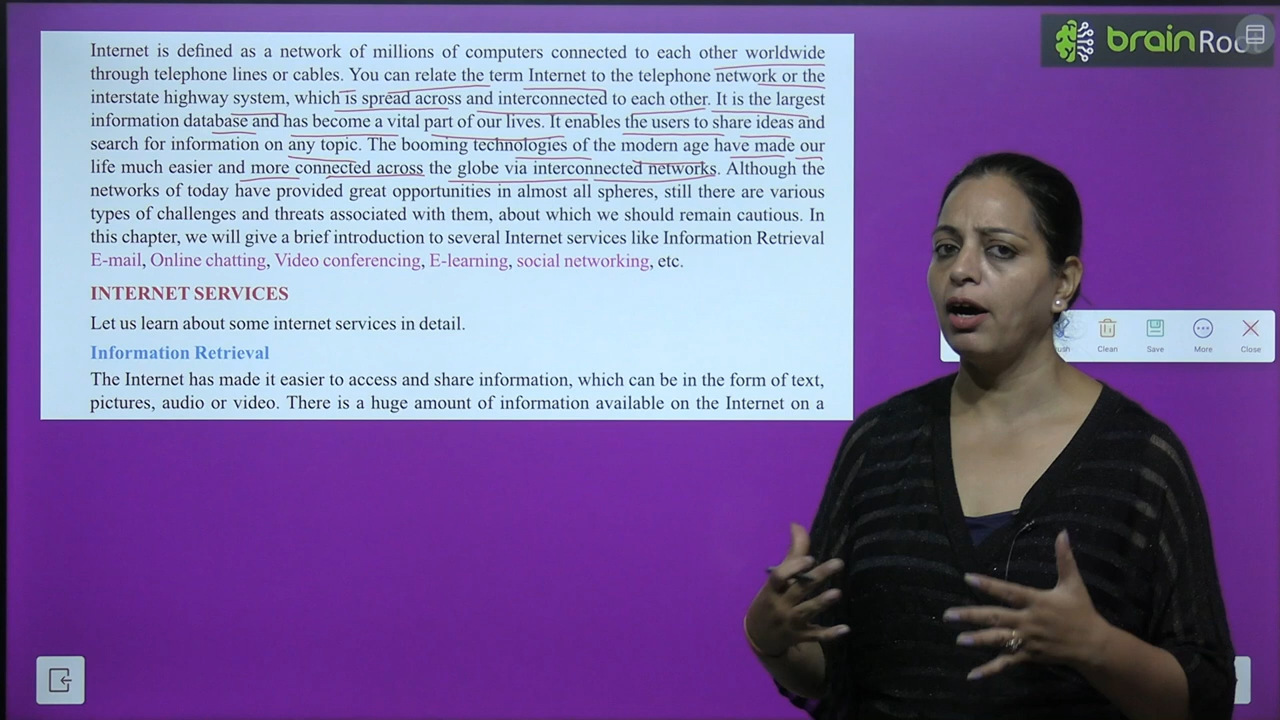 brainRoot
Internet is defined as a network of millions of computers connected to each other worldwide
through telephone lines or cables. You can relate the term Internet to the telephone network or the
interstate highway system, which is spread across and interconnected to each other. It is the largest
information database and has become a vital part of our lives. It enables the users to share ideas and
search for information on any topic. The booming technologies of the modern age have made our
life much easier and more connected across the globe via interconnected networks. Although the
networks of today have provided great opportunities in almost all spheres, still there are various
types of challenges and threats associated with them, about which we should remain cautious. In
this chapter, we will give a brief introduction to several Internet services like Information Retrieval
E-mail, Online chatting, Video conferencing, E-learning, social networking, etc.
INTERNET SERVICES
Let us learn about some internet services in detail.
Information Retrieval
The Internet has made it easier to access and share information, which can be in the form of text,
pictures, audio or video. There is a huge amount of information available on the Internet on a
Clean Save More Close